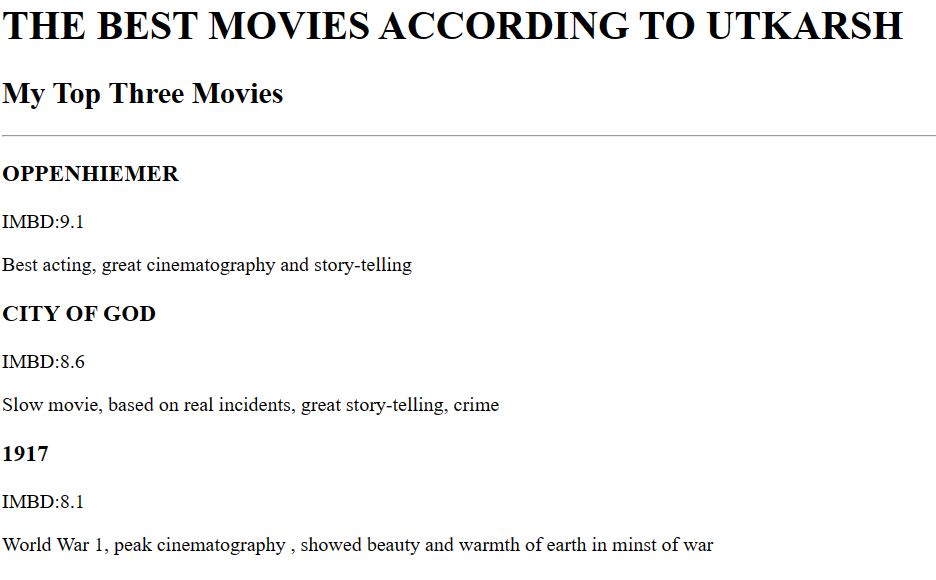 THE BEST MOVIES ACCORDING TO UTKARSH
My Top Three Movies
OPPENHIEMER
IMBD:9.1
Best acting, great cinematography and story-telling
CITY OF GOD
IMBD:8.6
Slow movie, based on real incidents, great story-telling, crime
1917
IMBD:8.1
World War 1, peak cinematography , showed beauty and warmth of earth in minst of war